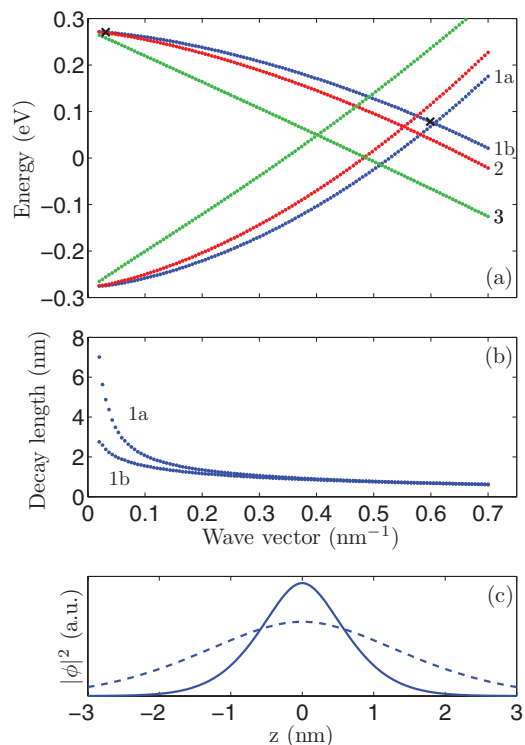 0.3
0.2
0.1
0
−0.1
−0.2
−0.3
Energy (eV)
1a
1b
2
3
(a)
8
6
4
2
0
Decay length (nm)
(b)
1a
1b
0 0.1 0.2 0.3 0.4 0.5 0.6 0.7
Wave vector (nm⁻¹)
|ϕ|² (a.u.)
(c)
−3 −2 −1 0 1 2 3
z (nm)